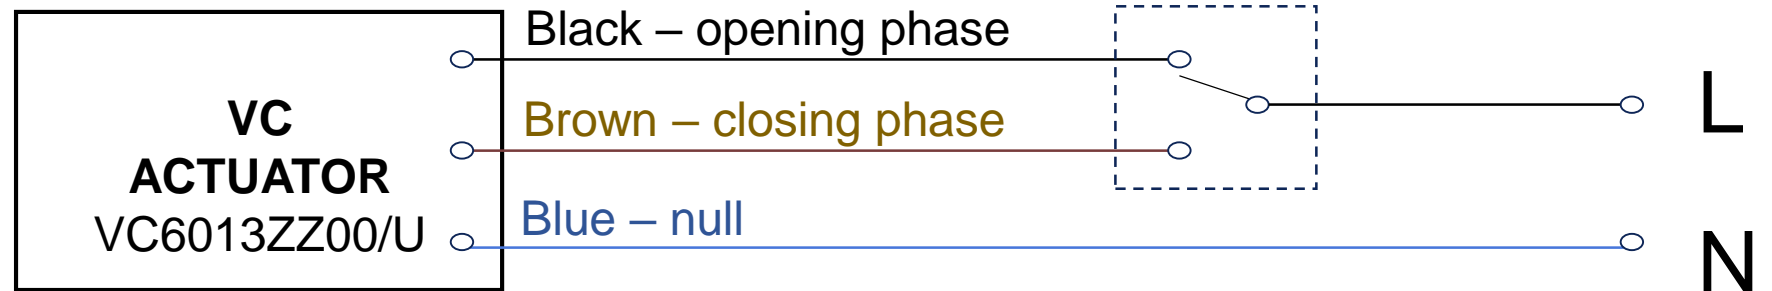 Black – opening phase
VC
ACTUATOR
VC6013ZZ00/U
Brown – closing phase
Blue – null
L
N